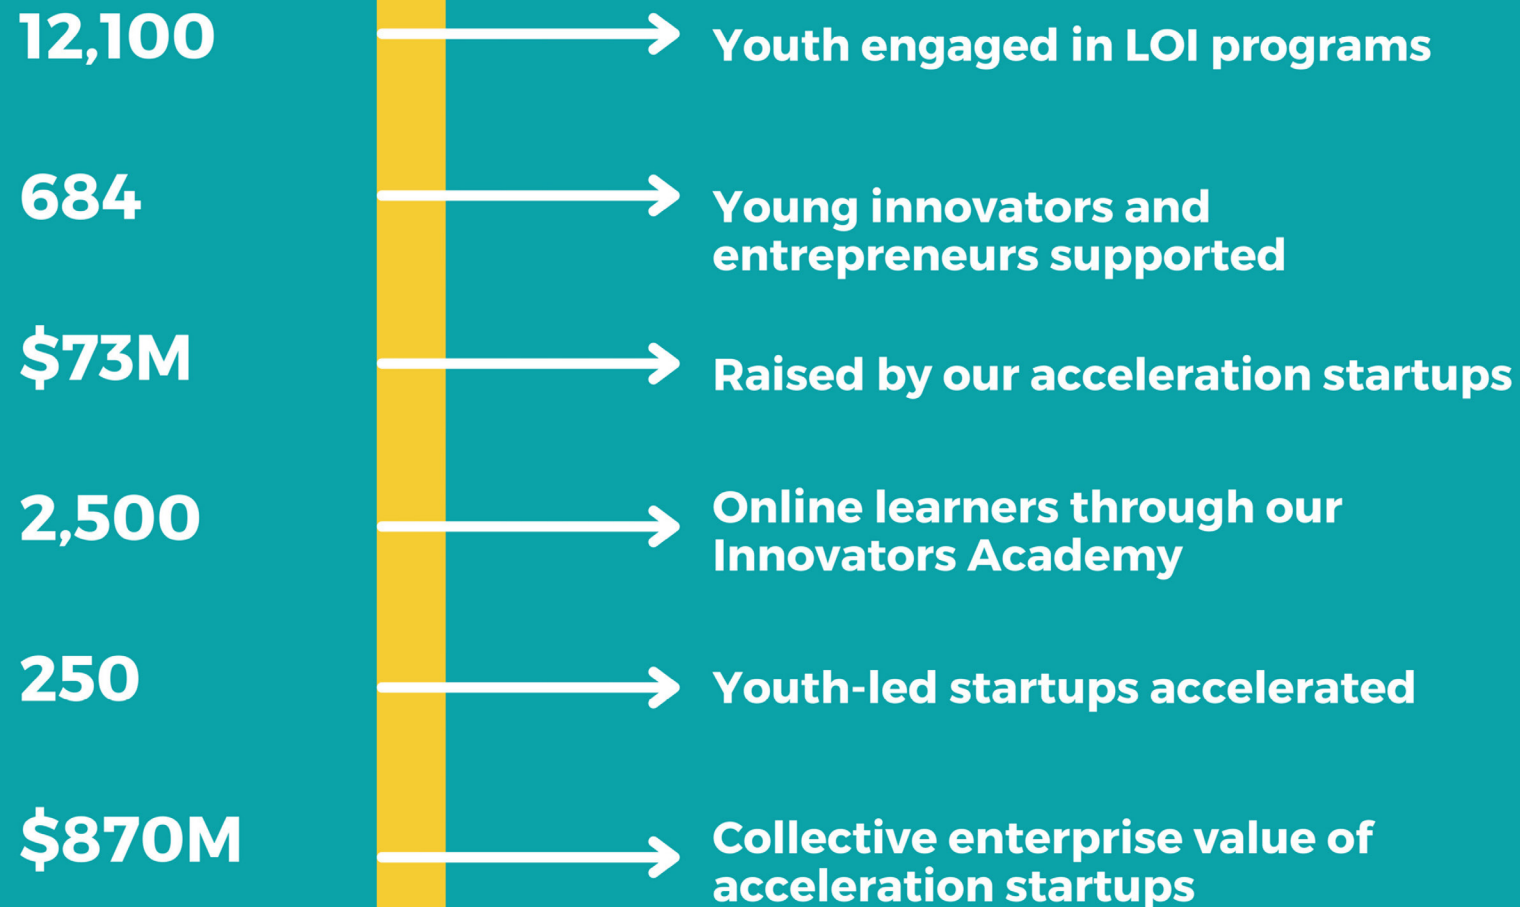 12,100
Youth engaged in LOI programs
684
Young innovators and
entrepreneurs supported
$73M
Raised by our acceleration startups
2,500
Online learners through our
Innovators Academy
250
Youth-led startups accelerated
$870M
Collective enterprise value of
acceleration startups